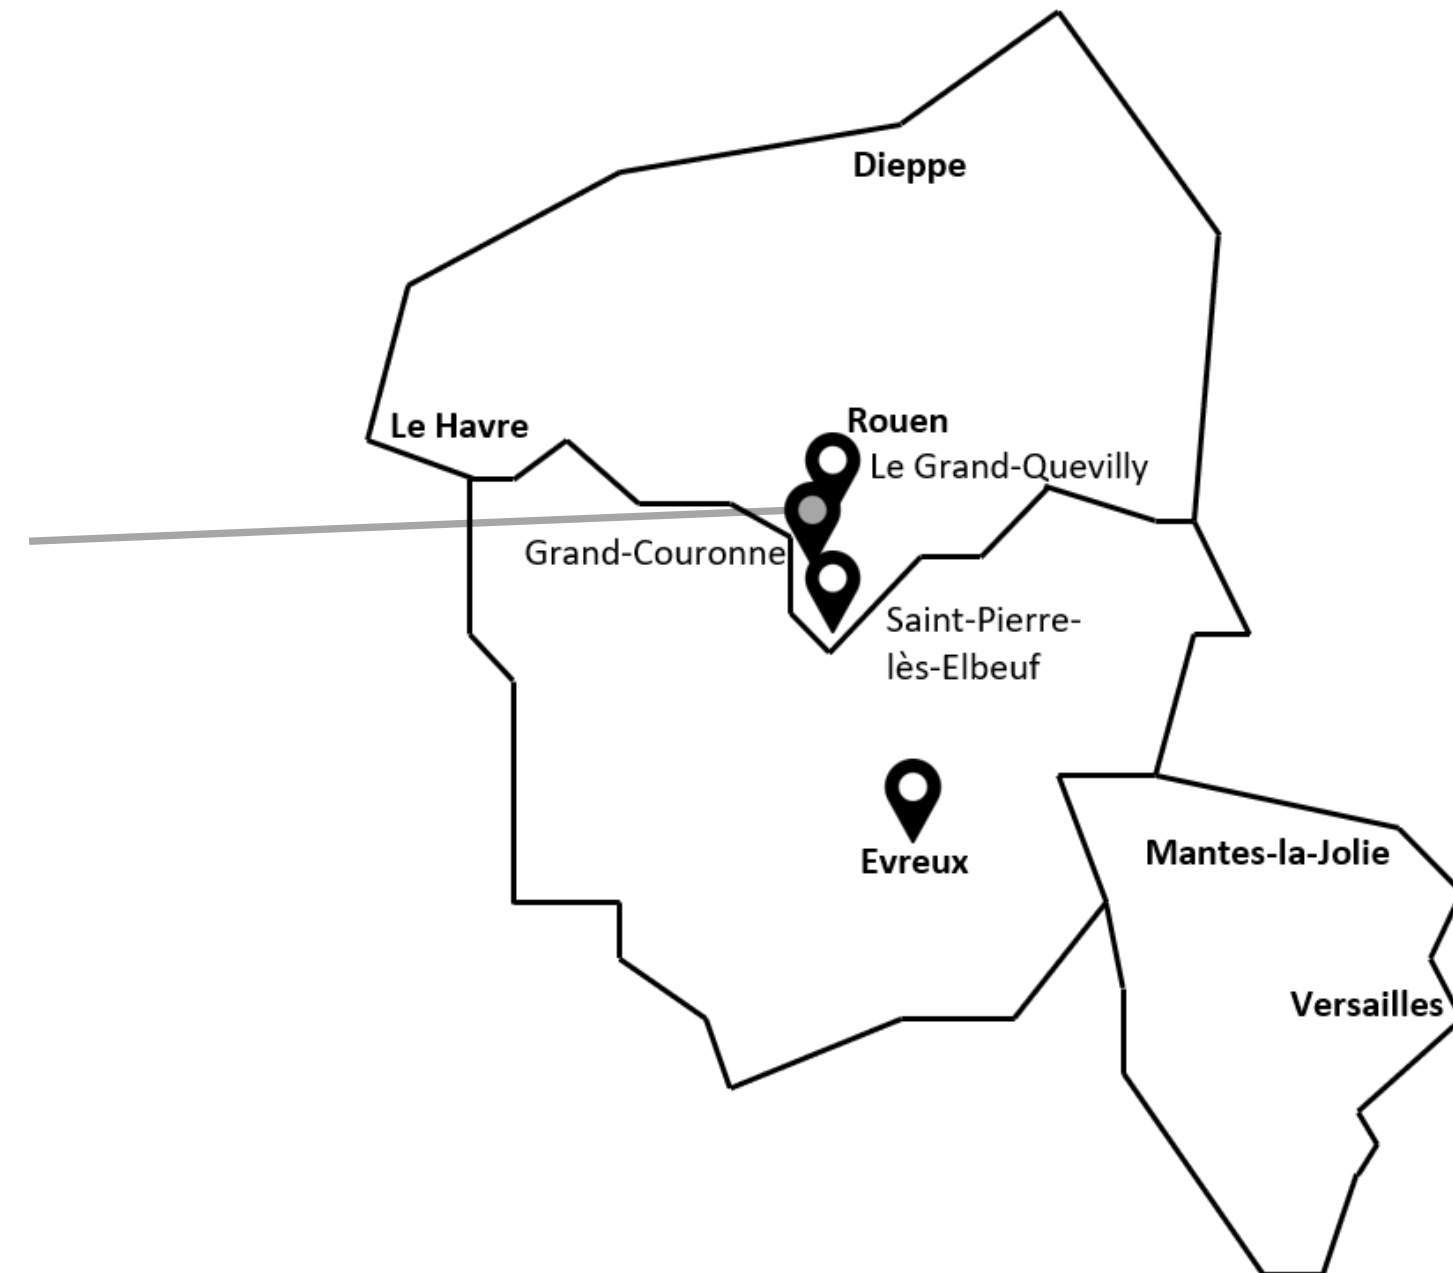 Dieppe
Rouen
Le Havre
Le Grand-Quevilly
Grand-Couronne
Saint-Pierre-
lès-Elbeuf
Mantes-la-Jolie
Evreux
Versailles